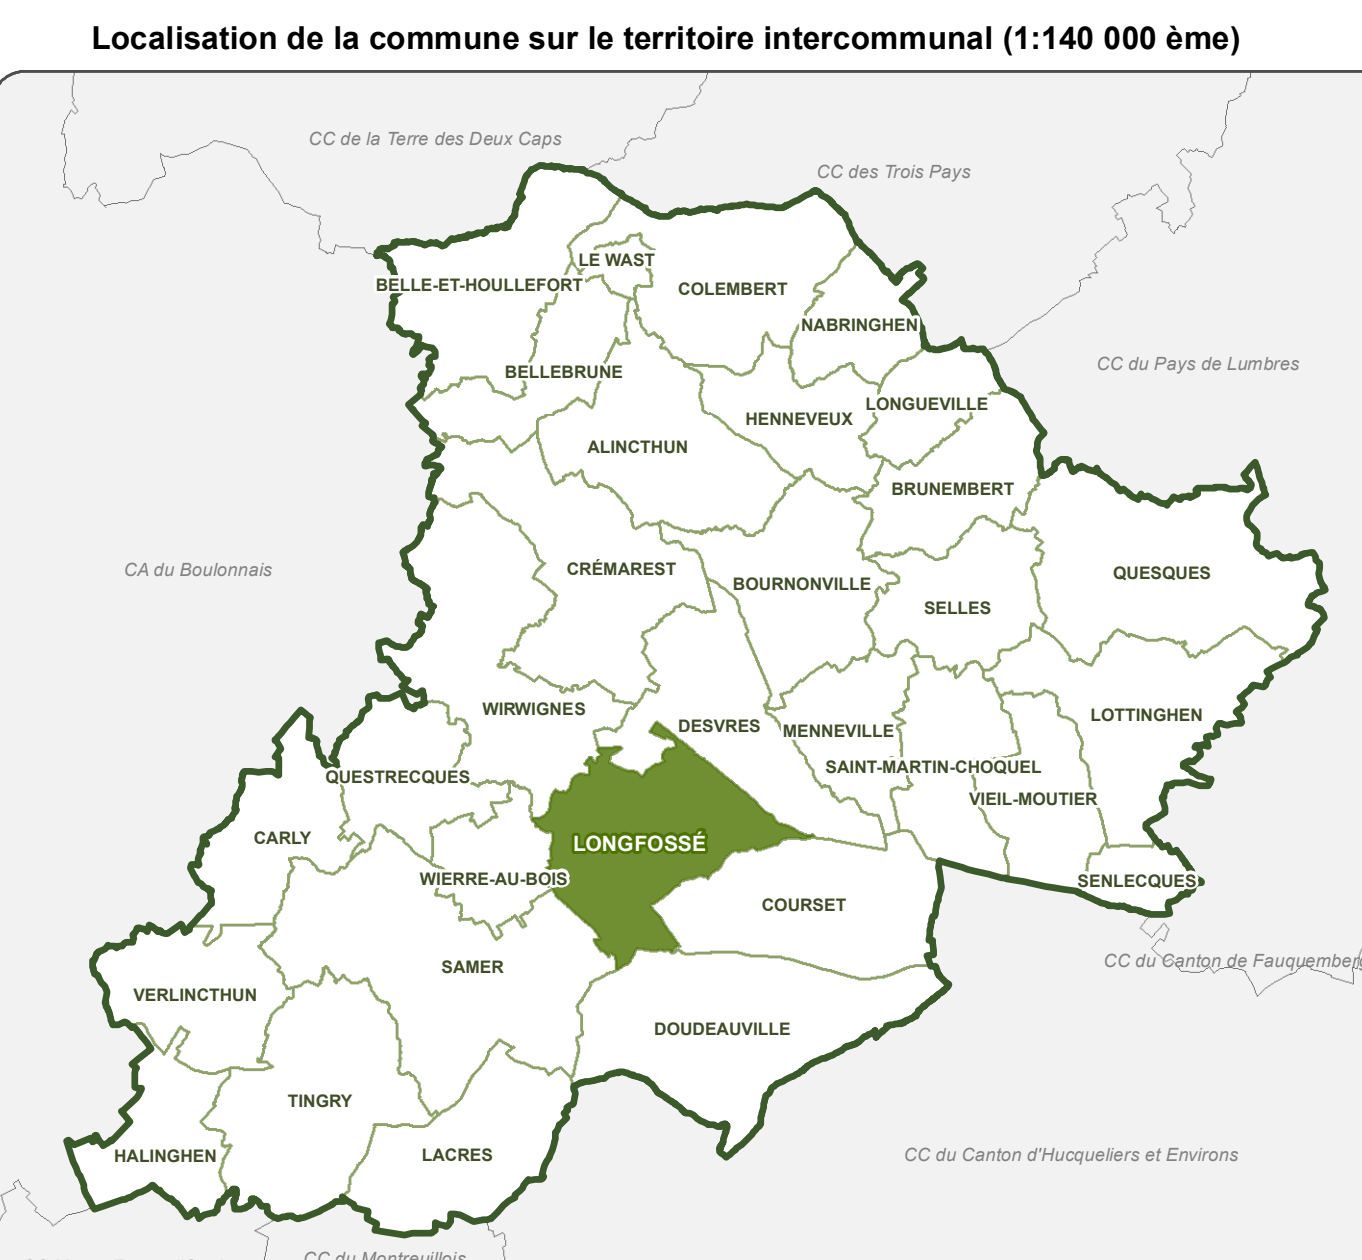 Localisation de la commune sur le territoire intercommunal (1:140 000 ème)
CC de la Terre des Deux Caps
CC des Trois Pays
LE WAST
BELLE-ET-HOULLEFORT
COLEMBERT
NABRINGHEN
CC du Pays de Lumbres
BELLEBRUNE
LONGUEVILLE
HENNEVEUX
ALINCTHUN
BRUNEMBERT
CA du Boulonnais
CRÉMAREST
QUESQUES
BOURNONVILLE
SELLES
WIRWIGNES
LOTTINGHEN
DESVRES
MENNEVILLE
SAINT-MARTIN-CHOQUEL
QUESTRECQUES
VIEIL-MOUTIER
CARLY
LONGFOSSÉ
WIERRE-AU-BOIS
SENLECQUES
COURSET
CC du Canton de Fauquember
SAMER
VERLINCTHUN
DOUDEAUVILLE
TINGRY
HALINGHEN
LACRES
CC du Canton d'Hucqueliers et Environs
CC du Montreuillois